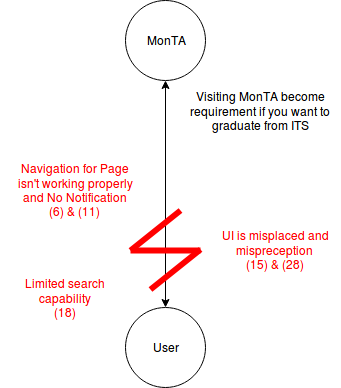 MonTA
Visiting MonTA become
requirement if you want to
graduate from ITS
Navigation for Page
isn't working properly
and No Notification
(6) & (11)
UI is misplaced and
mispreception
(15) & (28)
Limited search
capability
(18)
User